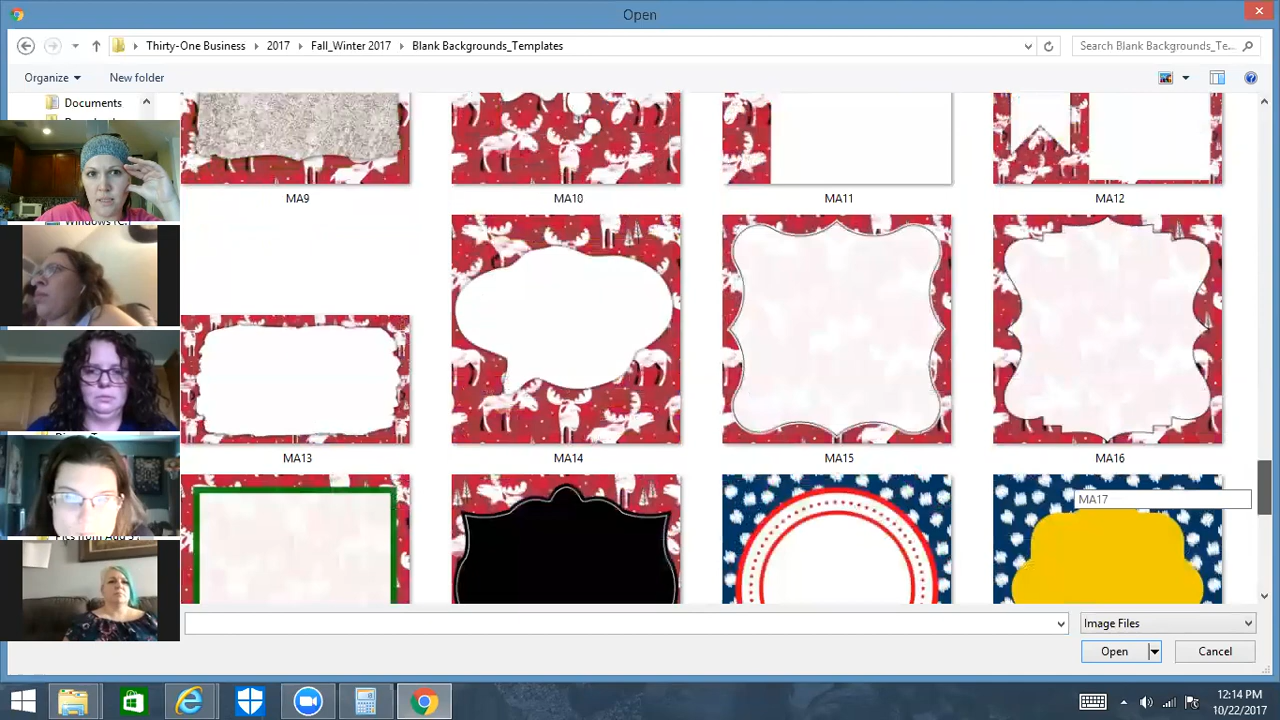 Open
Thirty-One Business
2017
Fall_Winter 2017
Blank Backgrounds_Templates
Search Blank Backgrounds_Te...
Organize
New folder
Documents
MA9
MA10
MA11
MA12
MA13
MA14
MA15
MA16
MA17
Image Files
Open
Cancel
12:14 PM
10/22/2017